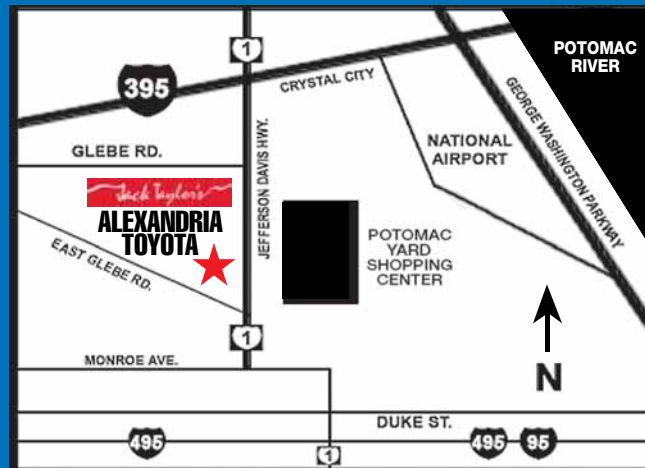 1
POTOMAC
RIVER
395
CRYSTAL CITY
GEORGE WASHINGTON PARKWAY
GLEBE RD.
JEFFERSON DAVIS HWY.
NATIONAL
AIRPORT
Jack Taylor's
ALEXANDRIA
TOYOTA
EAST GLEBE RD.
POTOMAC
YARD
SHOPPING
CENTER
1
MONROE AVE.
N
DUKE ST.
495
1
495
95